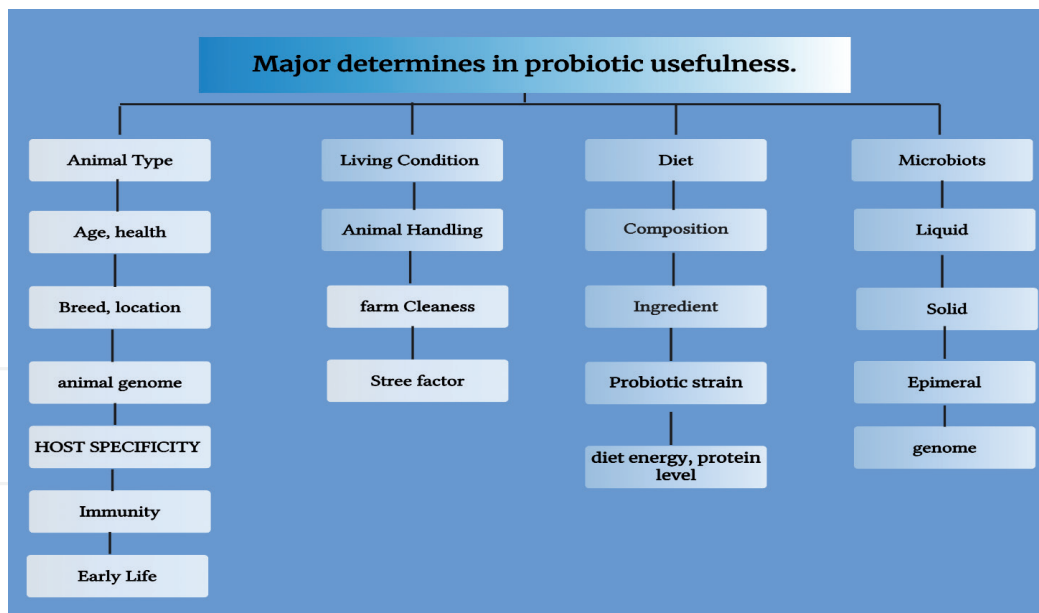 Major determines in probiotic usefulness.
Animal Type
Age, health
Breed, location
animal genome
HOST SPECIFICITY
Immunity
Early Life
Living Condition
Animal Handling
farm Cleaness
Stree factor
Diet
Composition
Ingredient
Probiotic strain
diet energy, protein
level
Microbiots
Liquid
Solid
Epimeral
genome